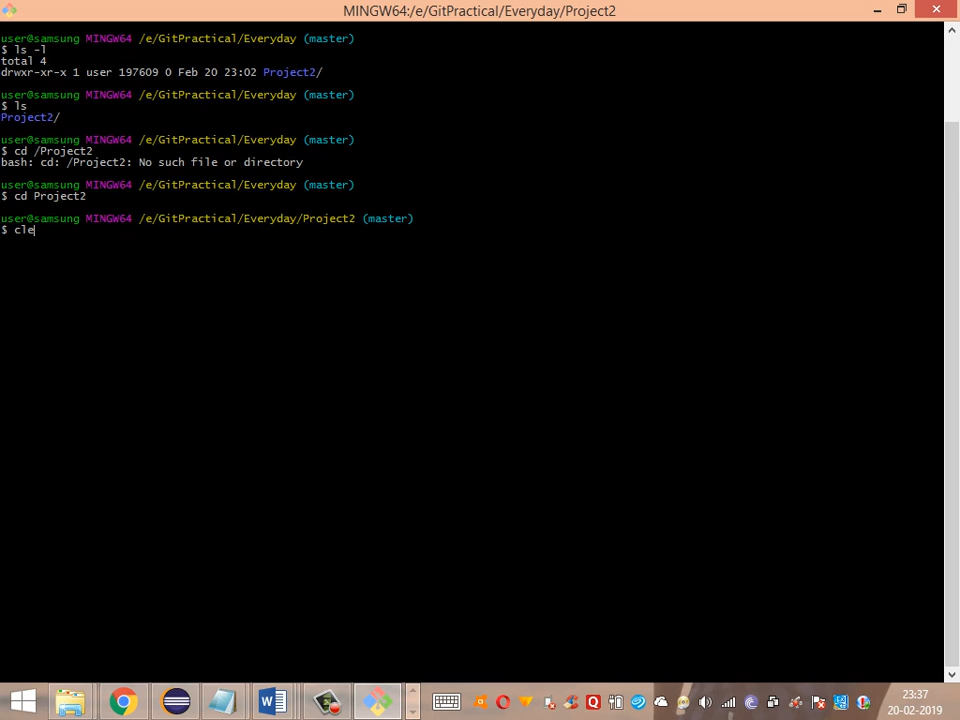 MINGW64:/e/GitPractical/Everyday/Project2
user@samsung MINGW64 /e/GitPractical/Everyday (master)
$ ls -l
total 4
drwxr-xr-x 1 user 197609 0 Feb 20 23:02 Project2/
user@samsung MINGW64 /e/GitPractical/Everyday (master)
$ ls
Project2/
user@samsung MINGW64 /e/GitPractical/Everyday (master)
$ cd /Project2
bash: cd: /Project2: No such file or directory
user@samsung MINGW64 /e/GitPractical/Everyday (master)
$ cd Project2
user@samsung MINGW64 /e/GitPractical/Everyday/Project2 (master)
$ cle
23:37
20-02-2019